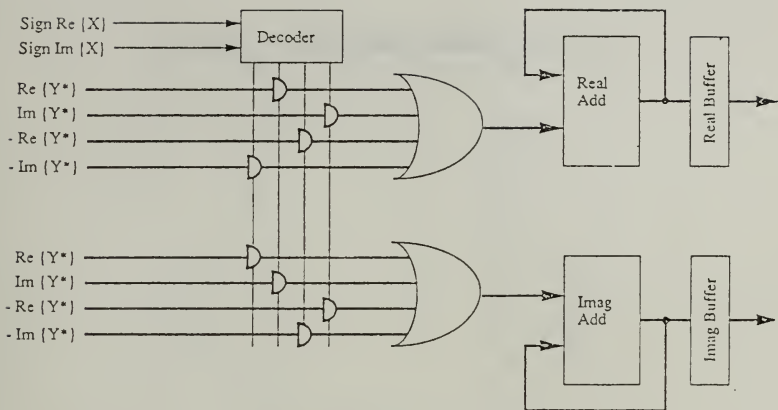 Sign Re {X}
Sign Im {X}
Decoder
Re {Y*}
Im {Y*}
- Re {Y*}
- Im {Y*}
Real
Add
Real Buffer
Re {Y*}
Im {Y*}
- Re {Y*}
- Im {Y*}
Imag
Add
Imag Buffer